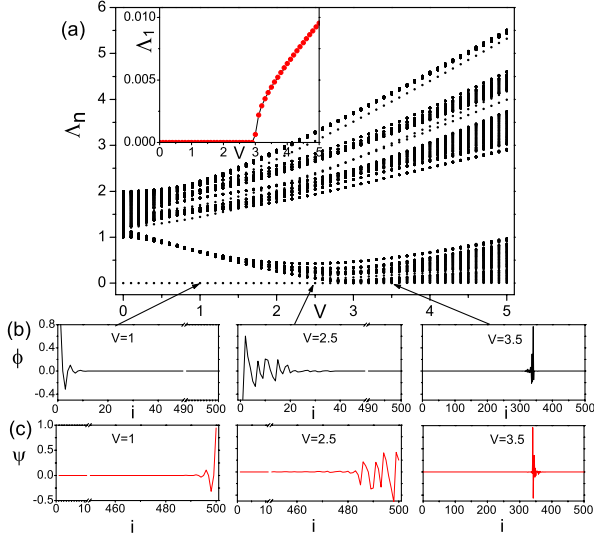 (a)
6
5
4
3
2
1
0
Λn
0.010
0.005
0.000
Λ1
0 1 2 3 4 5
V
0 1 2 3 4 5
V
(b)
0.8
0.4
0.0
-0.4
ϕ
V=1
0 10 20 490 500
i
V=2.5
0 20 40 490 500
i
V=3.5
0 100 200 300 400 500
i
(c)
1.0
0.5
0.0
-0.5
ψ
V=1
0 10 460 480 500
i
V=2.5
0 10 460 480 500
i
V=3.5
0 100 200 300 400 500
i